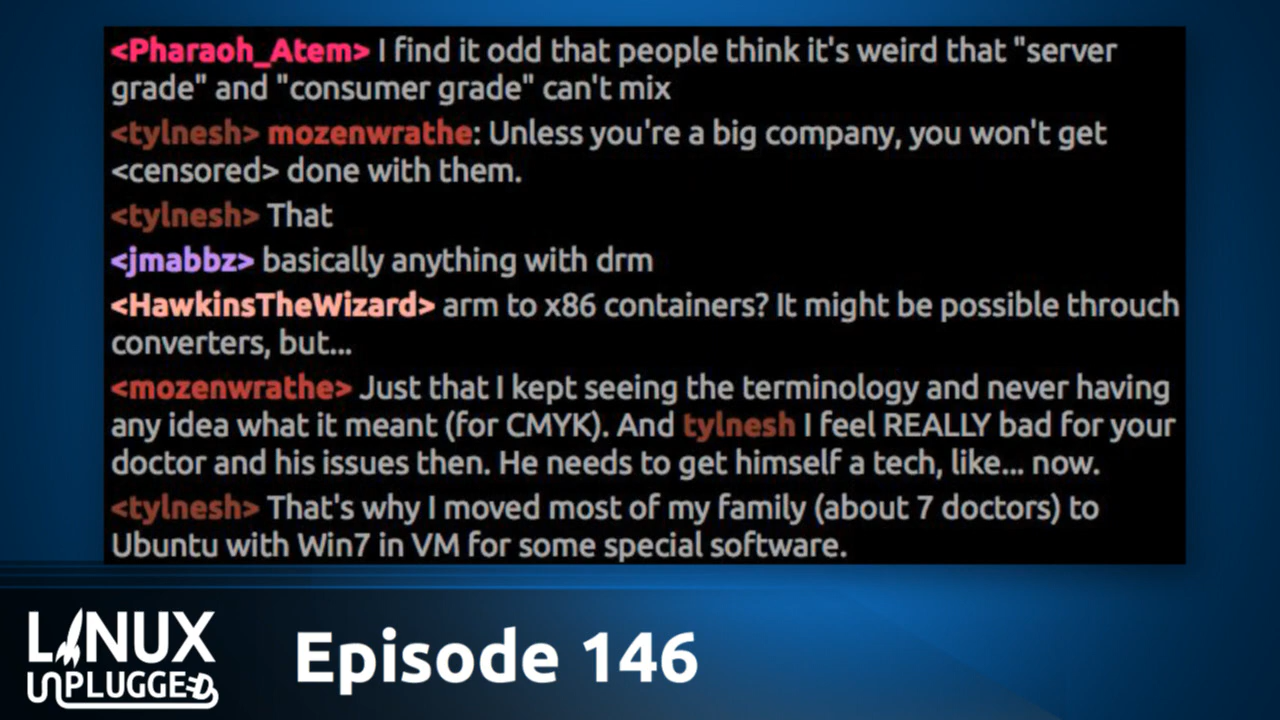 <Pharaoh_Atem> I find it odd that people think it's weird that "server
grade" and "consumer grade" can't mix
<tylnesh> mozenwrathe: Unless you're a big company, you won't get
<censored> done with them.
<tylnesh> That
<jmabbz> basically anything with drm
<HawkinsTheWizard> arm to x86 containers? It might be possible throuch
converters, but...
<mozenwrathe> Just that I kept seeing the terminology and never having
any idea what it meant (for CMYK). And tylnesh I feel REALLY bad for your
doctor and his issues then. He needs to get himself a tech, like... now.
<tylnesh> That's why I moved most of my family (about 7 doctors) to
Ubuntu with Win7 in VM for some special software.
LINUX
UNPLUGGED
Episode 146